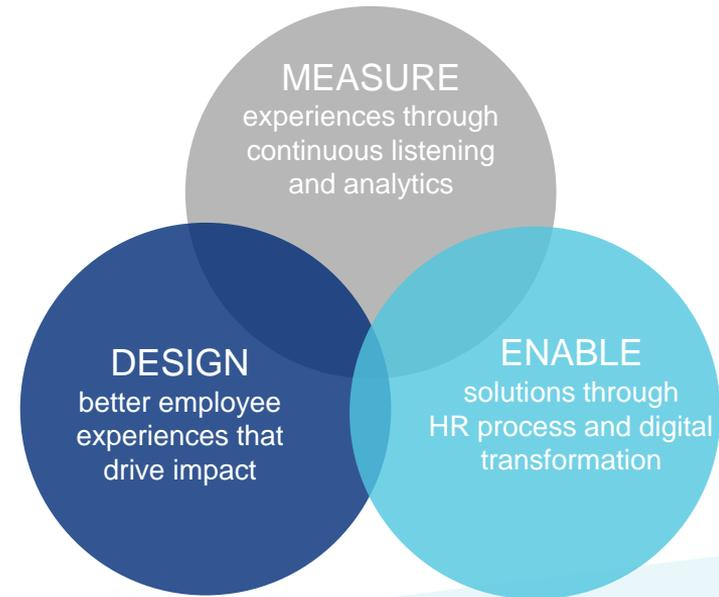 MEASURE
experiences through
continuous listening
and analytics
DESIGN
better employee
experiences that
drive impact
ENABLE
solutions through
HR process and digital
transformation